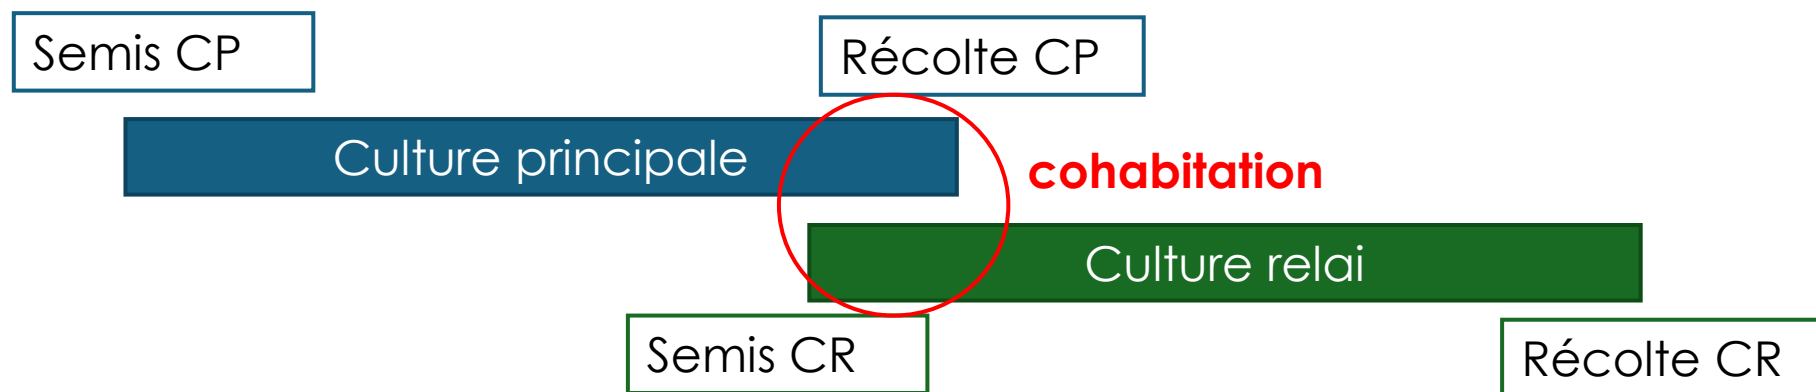 Semis CP
Récolte CP
Culture principale
cohabitation
Culture relai
Semis CR
Récolte CR